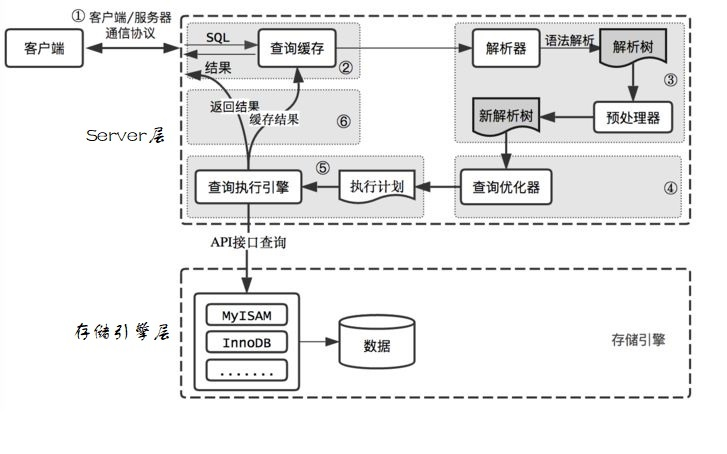 ① 客户端/服务器
通信协议
客户端
SQL
结果
查询缓存
②
解析器
语法解析
解析树
③
预处理器
新解析树
返回结果
缓存结果
⑥
Server层
查询执行引擎
⑤
执行计划
查询优化器
④
API接口查询
存储引擎层
MyISAM
InnoDB
.......
数据
存储引擎